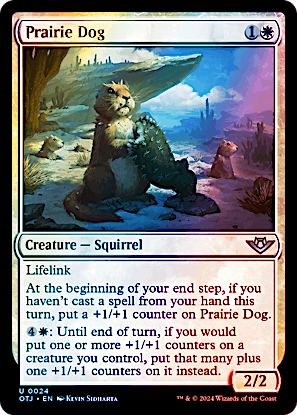 Prairie Dog 1
Creature — Squirrel
Lifelink
At the beginning of your end step, if you
haven't cast a spell from your hand this
turn, put a +1/+1 counter on Prairie Dog.
4 : Until end of turn, if you would
put one or more +1/+1 counters on a
creature you control, put that many plus
one +1/+1 counters on it instead.
2/2
U 0024
OTJ • EN Kevin Sidharta
™ & © 2024 Wizards of the Coast